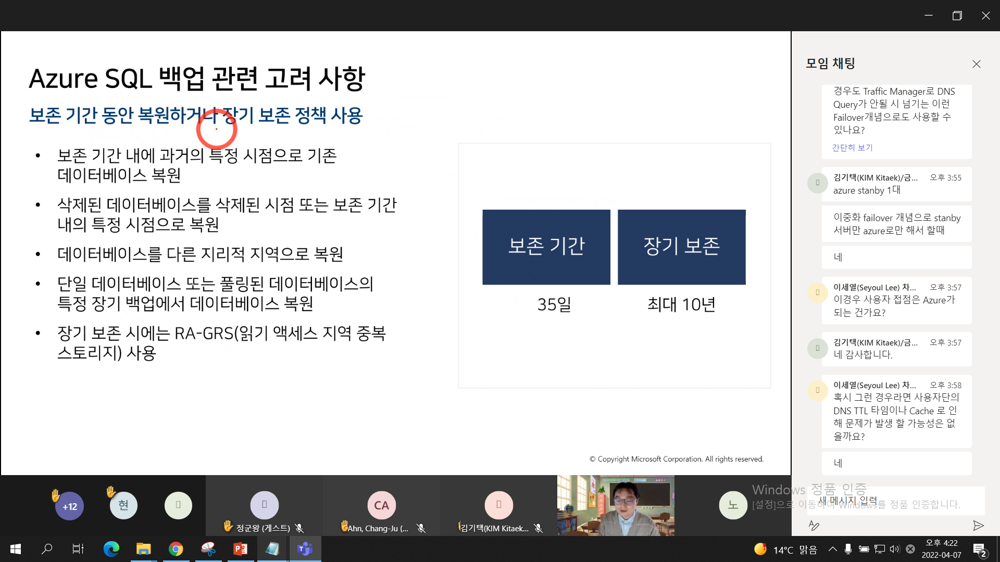 Azure SQL 백업 관련 고려 사항
보존 기간 동안 복원하거나 장기 보존 정책 사용
• 보존 기간 내에 과거의 특정 시점으로 기존
데이터베이스 복원
• 삭제된 데이터베이스를 삭제된 시점 또는 보존 기간
내의 특정 시점으로 복원
• 데이터베이스를 다른 지리적 지역으로 복원
• 단일 데이터베이스 또는 풀링된 데이터베이스의
특정 장기 백업에서 데이터베이스 복원
• 장기 보존 시에는 RA-GRS(읽기 액세스 지역 중복
스토리지) 사용
보존 기간
장기 보존
35일
최대 10년
© Copyright Microsoft Corporation. All rights reserved.
모임 채팅
경우도 Traffic Manager로 DNS
Query가 안될 시 넘기는 이런
Failover개념으로도 사용할 수
있나요?
간단히 보기
김기택(KIM Kitaek)/금... 오후 3:55
azure stanby 1대
이중화 failover 개념으로 stanby
서버만 azure로만 해서 할때
네
이세열(Seyoul Lee) 차... 오후 3:57
이경우 사용자 접점은 Azure가
되는 건가요?
김기택(KIM Kitaek)/금... 오후 3:57
네 감사합니다.
이세열(Seyoul Lee) 차... 오후 3:58
혹시 그런 경우라면 사용자단의
DNS TTL 타임이나 Cache 로 인
해 문제가 발생 할 가능성은 없
을까요?
네
Windows 정품 인증
[설정]으로 이동하여 Windows를 정품 인증합니다.
새 메시지 입력
+12
현
정군왕 (게스트)
CA
Ahn, Chang-Ju (...
김기택(KIM Kitaek...
노
14°C 맑음
오후 4:22
2022-04-07
2